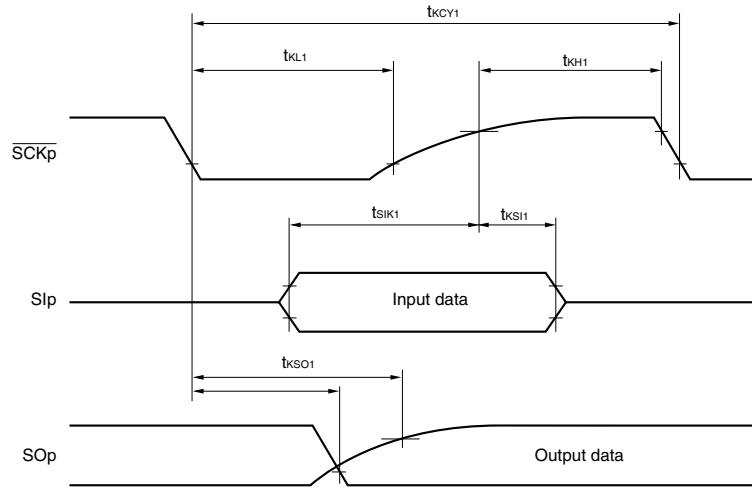 tKCY1
tKL1
tKH1
SCKp
tSIK1
tKSI1
SIp
Input data
tKSO1
SOp
Output data